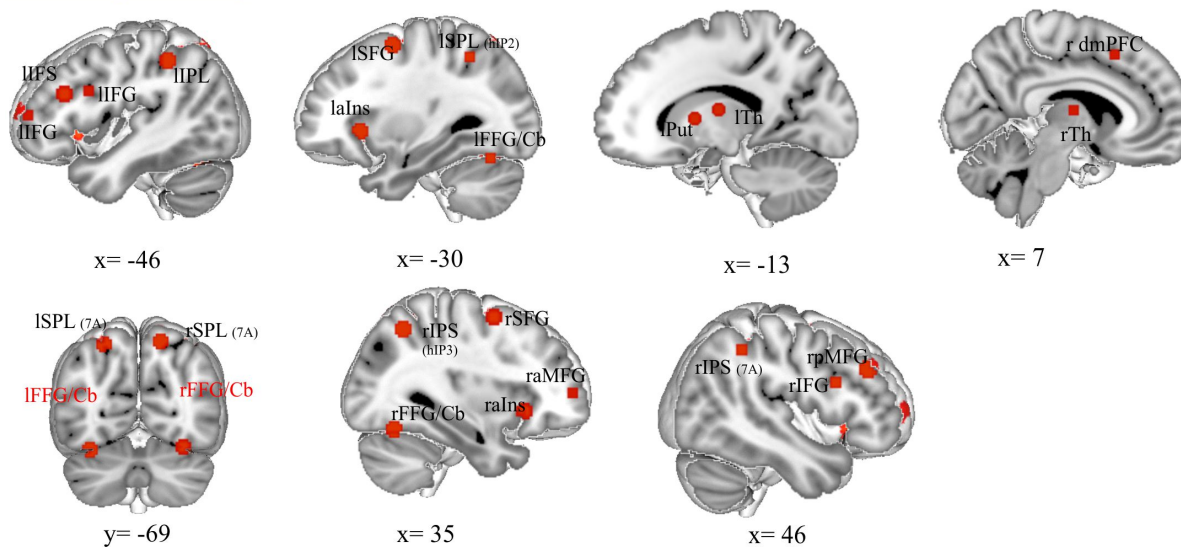 lIFS
lIFG
lIPL
lIFG
x= -46
lSFG
lSPL (hIP2)
laIns
lFFG/Cb
x= -30
lPut
lTh
x= -13
r dmPFC
rTh
x= 7
lSPL (7A)
rSPL (7A)
lFFG/Cb
rFFG/Cb
y= -69
rIPS
(hIP3)
rSFG
raMFG
raIns
rFFG/Cb
x= 35
rIPS (7A)
rpMFG
rIFG
x= 46